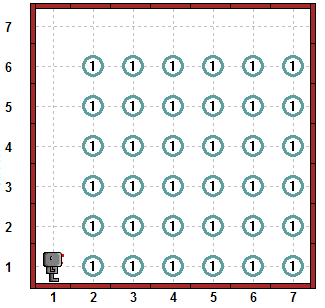 7
6 1 1 1 1 1 1
5 1 1 1 1 1 1
4 1 1 1 1 1 1
3 1 1 1 1 1 1
2 1 1 1 1 1 1
1 1 1 1 1 1 1
1 2 3 4 5 6 7